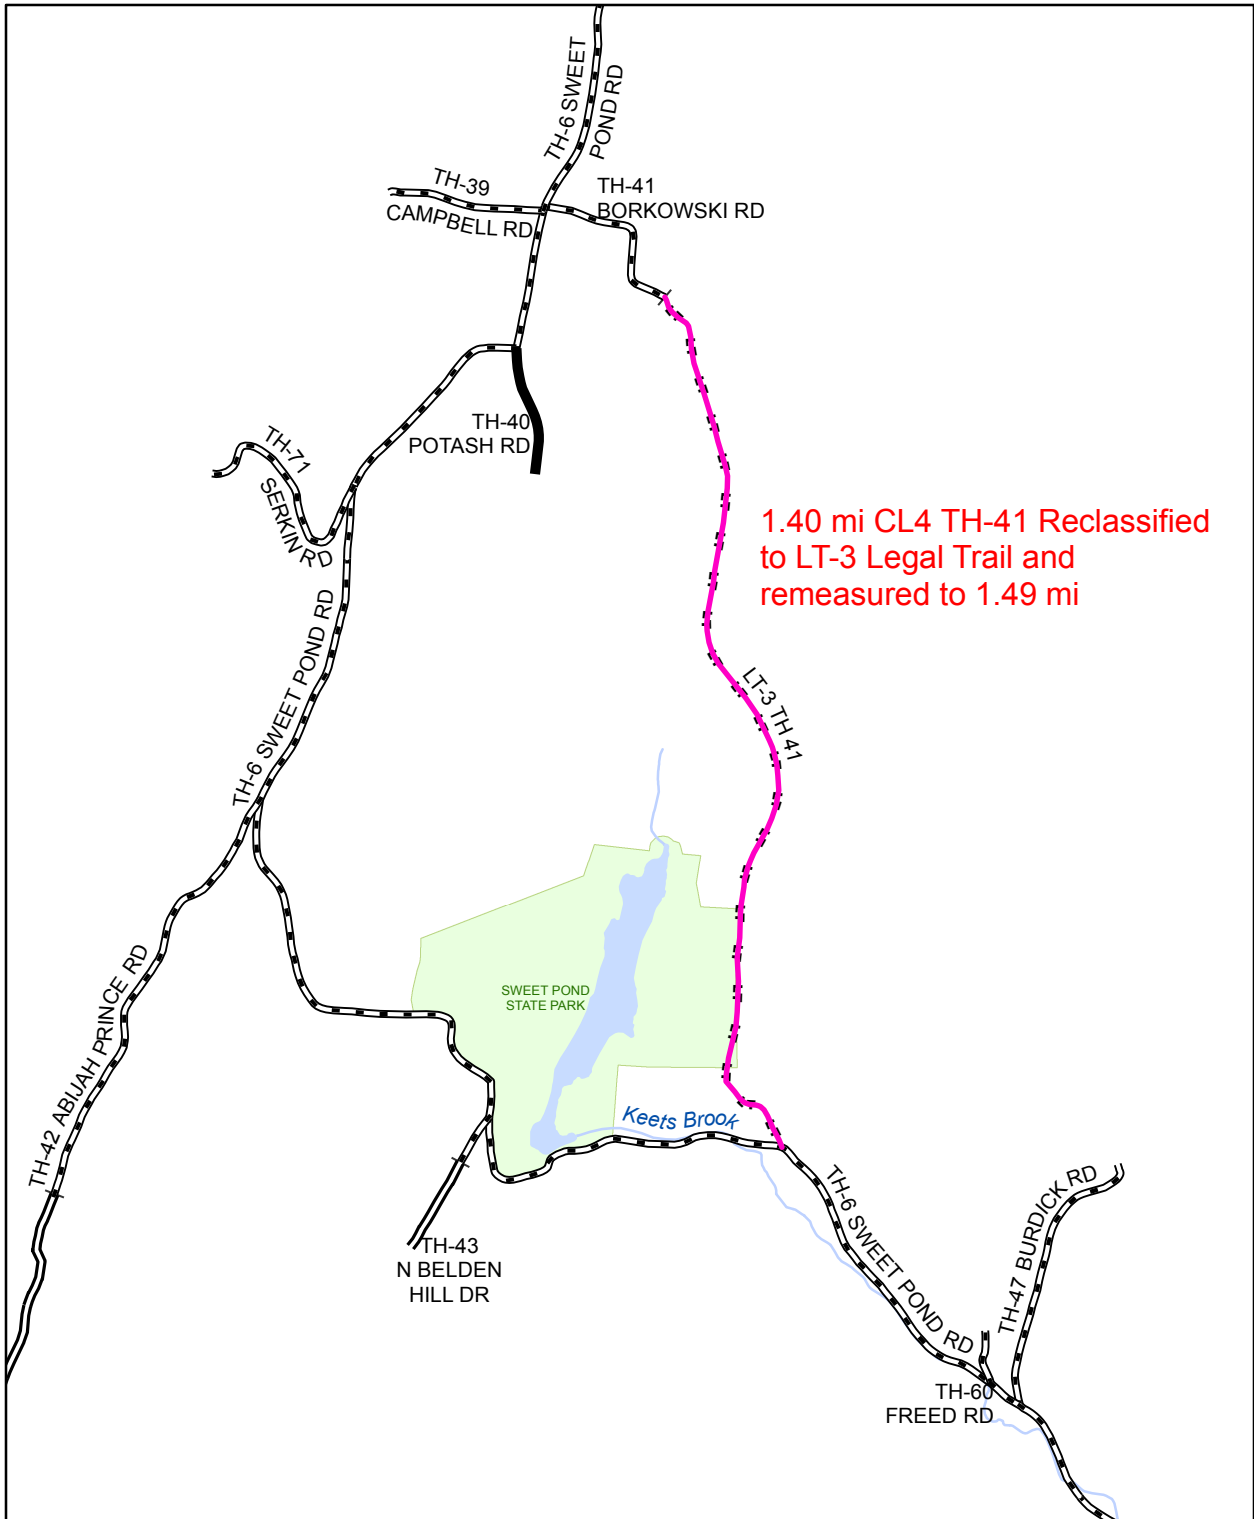 TH-6 SWEET
POND RD
TH-39
CAMPBELL RD
TH-41
BORKOWSKI RD
TH-40
POTASH RD
TH-71
SERKIN RD
1.40 mi CL4 TH-41 Reclassified
to LT-3 Legal Trail and
remeasured to 1.49 mi
TH-6 SWEET POND RD
LT-3 TH 41
SWEET POND
STATE PARK
TH-42 ABIJAH PRINCE RD
Keets Brook
TH-43
N BELDEN
HILL DR
TH-6 SWEET POND RD
TH-47 BURDICK RD
TH-60
FREED RD